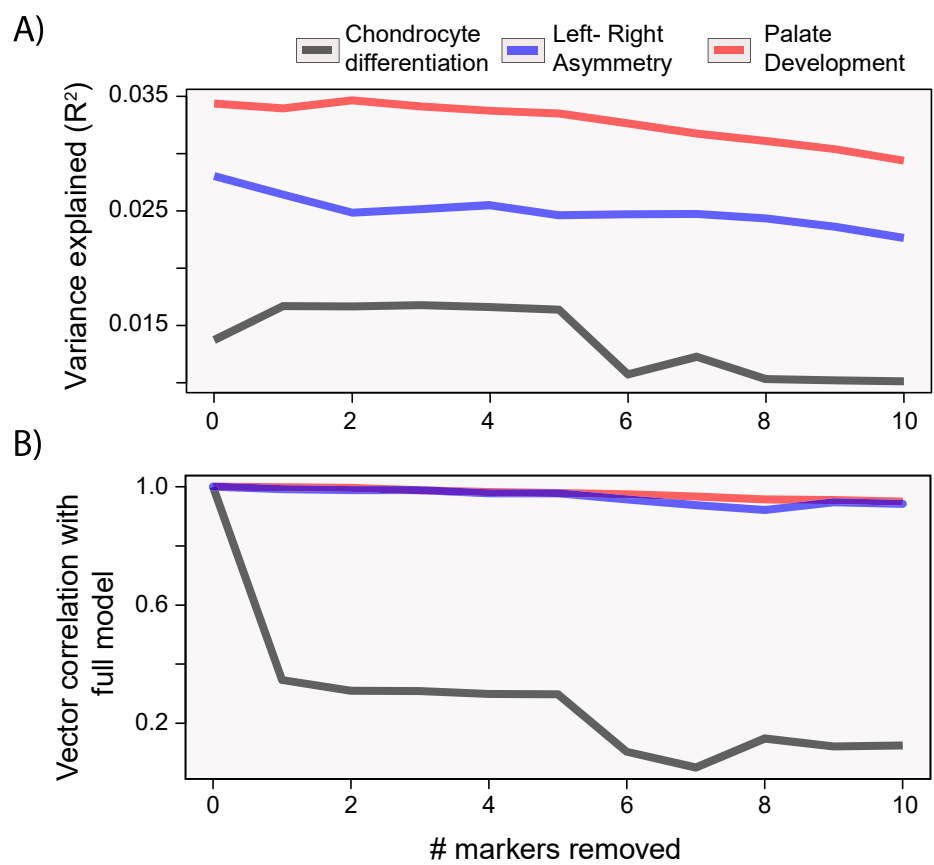 A)
Chondrocyte
differentiation
Left- Right
Asymmetry
Palate
Development
Variance explained (R²)
0.035
0.025
0.015
0 2 4 6 8 10
B)
Vector correlation with
full model
1.0
0.6
0.2
0 2 4 6 8 10
# markers removed